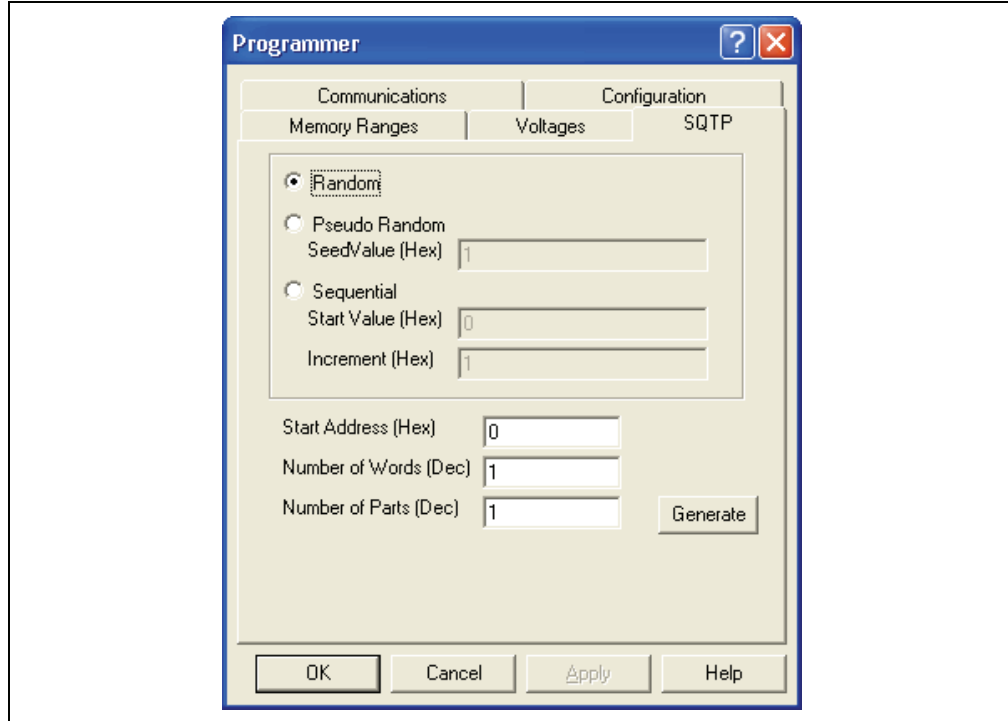 Programmer
?
Communications Configuration
Memory Ranges Voltages SQTP
Random
Pseudo Random
SeedValue (Hex) 1
Sequential
Start Value (Hex) 0
Increment (Hex) 1
Start Address (Hex) 0
Number of Words (Dec) 1
Number of Parts (Dec) 1
Generate
OK Cancel Apply Help